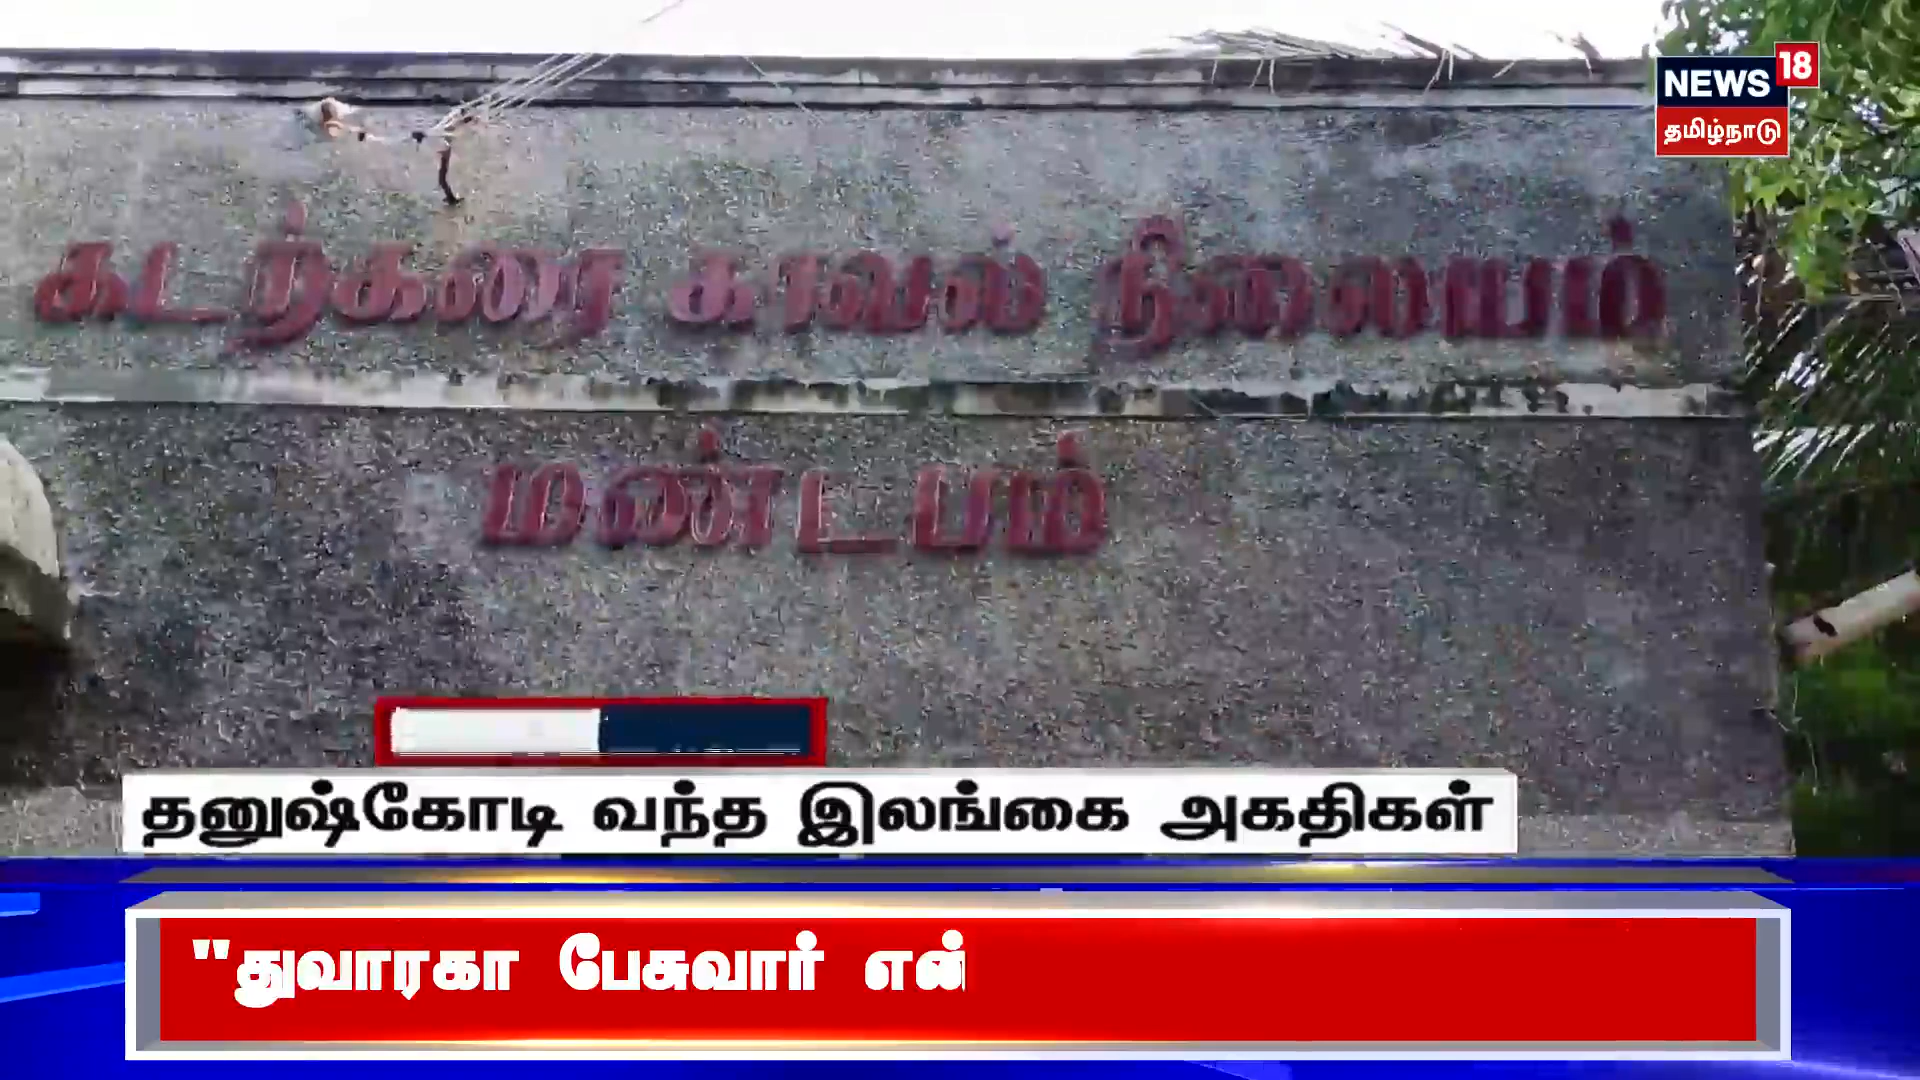 NEWS 18
தமிழ்நாடு
கடற்கரை காவல் நிலையம்
மண்டபம்
தனுஷ்கோடி வந்த இலங்கை அகதிகள்
"துவாரகா பேசுவார் என்